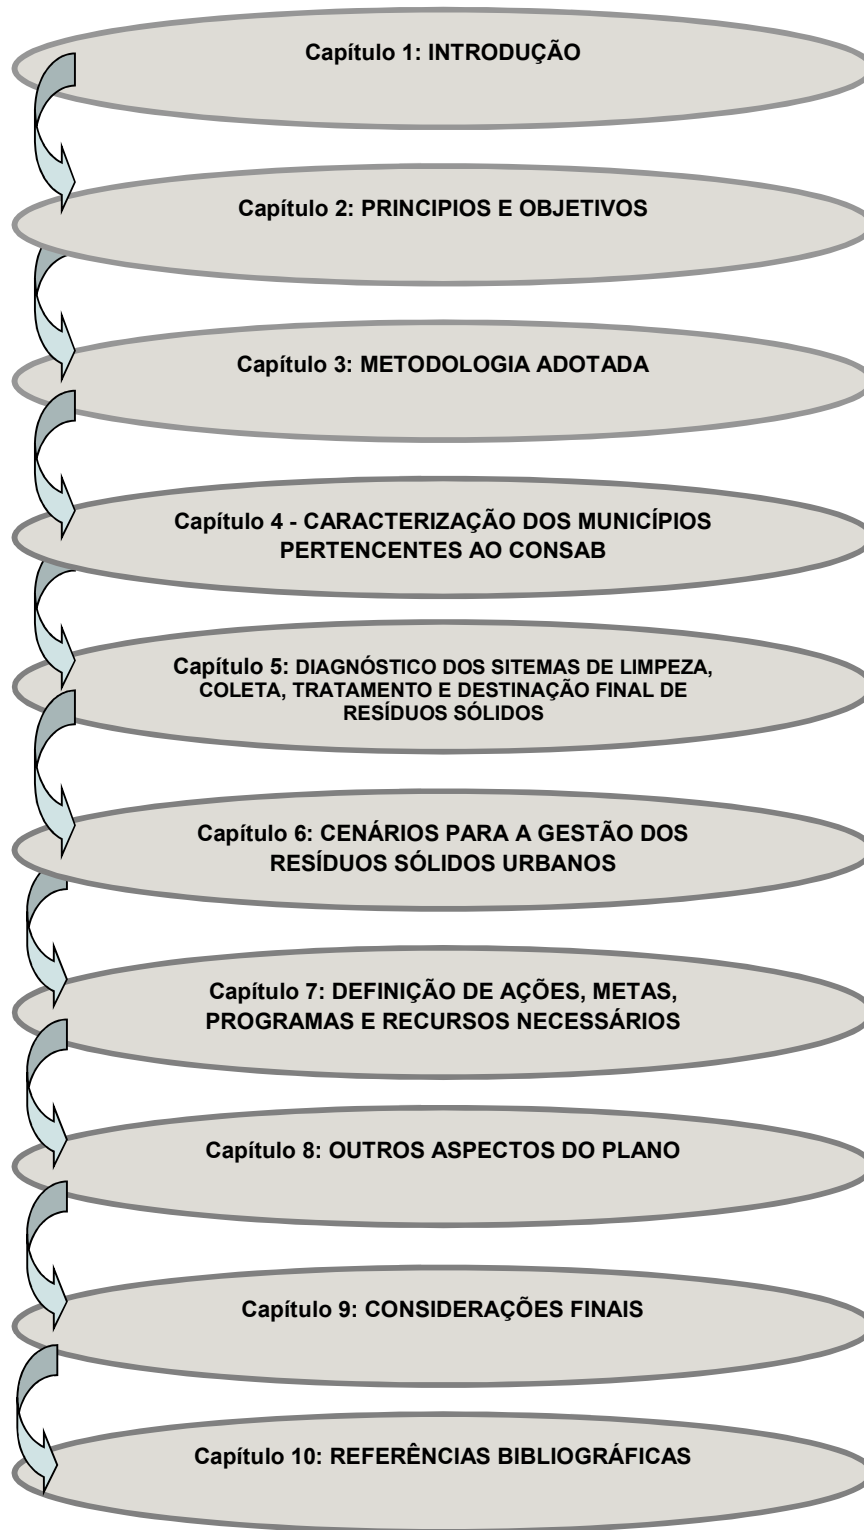 Capítulo 1: INTRODUÇÃO
Capítulo 2: PRINCIPIOS E OBJETIVOS
Capítulo 3: METODOLOGIA ADOTADA
Capítulo 4 - CARACTERIZAÇÃO DOS MUNICÍPIOS
PERTENCENTES AO CONSAB
Capítulo 5: DIAGNÓSTICO DOS SITEMAS DE LIMPEZA,
COLETA, TRATAMENTO E DESTINAÇÃO FINAL DE
RESÍDUOS SÓLIDOS
Capítulo 6: CENÁRIOS PARA A GESTÃO DOS
RESÍDUOS SÓLIDOS URBANOS
Capítulo 7: DEFINIÇÃO DE AÇÕES, METAS,
PROGRAMAS E RECURSOS NECESSÁRIOS
Capítulo 8: OUTROS ASPECTOS DO PLANO
Capítulo 9: CONSIDERAÇÕES FINAIS
Capítulo 10: REFERÊNCIAS BIBLIOGRÁFICAS